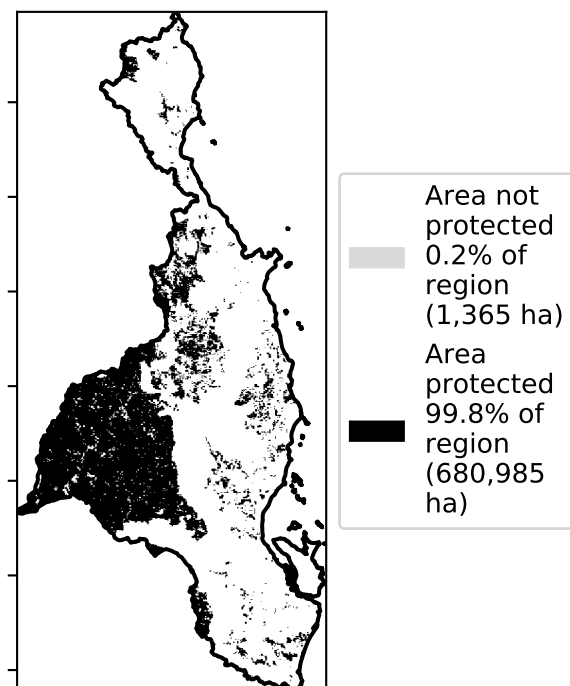 Area not
protected
0.2% of
region
(1,365 ha)
Area
protected
99.8% of
region
(680,985
ha)